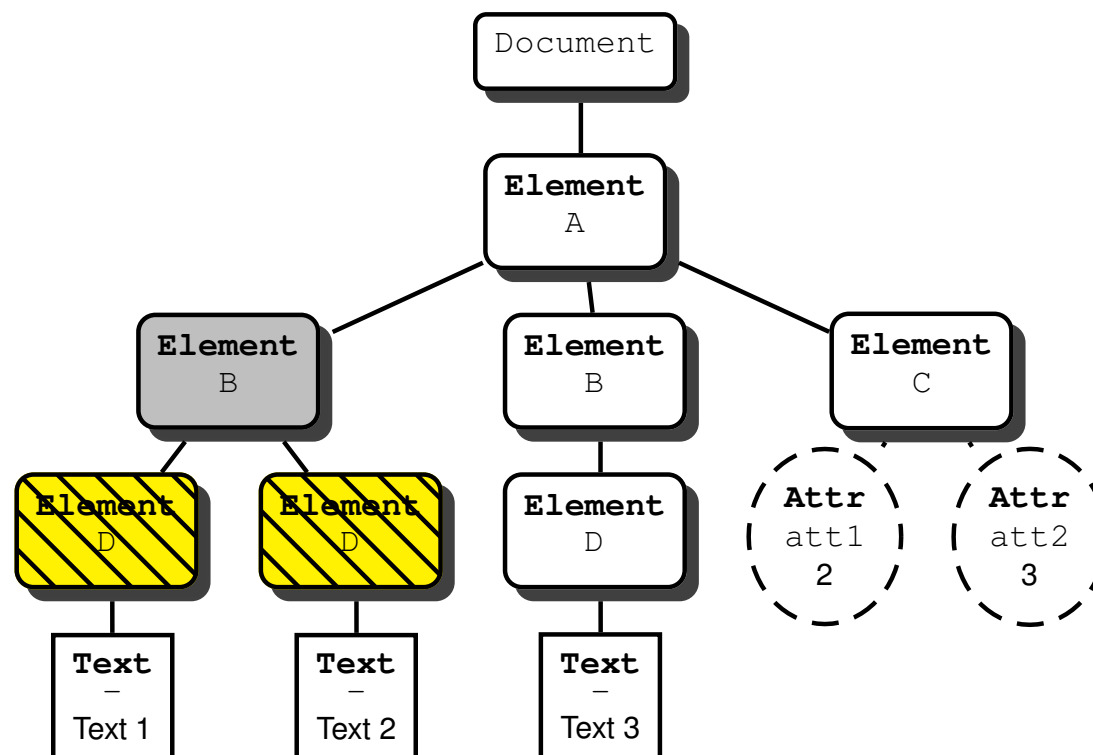 Document
Element
A
Element
B
Element
B
Element
C
Element
D
Element
D
Element
D
Attr
att1
2
Attr
att2
3
Text
–
Text 1
Text
–
Text 2
Text
–
Text 3